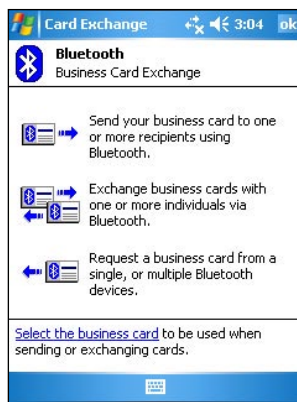 Card Exchange 3:04 ok
Bluetooth
Business Card Exchange
Send your business card to one
or more recipients using
Bluetooth.
Exchange business cards with
one or more individuals via
Bluetooth.
Request a business card from a
single, or multiple Bluetooth
devices.
Select the business card to be used when
sending or exchanging cards.